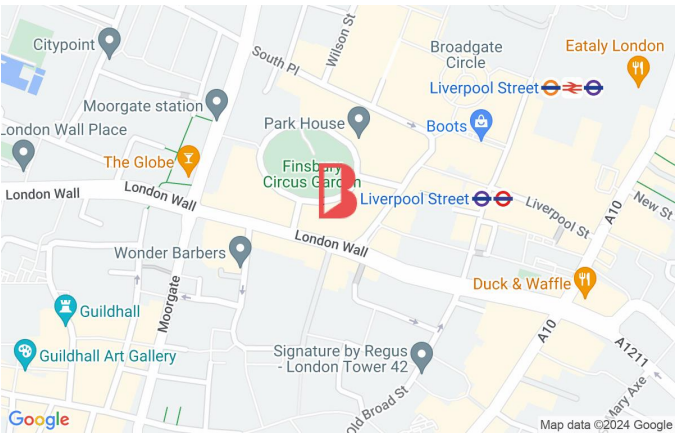 Citypoint
Wilson St
South Pl
Broadgate
Circle
Eataly London
Liverpool Street
Moorgate station
Park House
Boots
London Wall Place
The Globe
Finsbury
Circus Garden
B
London Wall
London Wall
Liverpool Street
Liverpool St
A10
New St
London Wall
Wonder Barbers
Moorgate
Duck & Waffle
Guildhall
Guildhall Art Gallery
A10
A1211
Signature by Regus
- London Tower 42
Old Broad St
Mary Axe
Google
Map data ©2024 Google